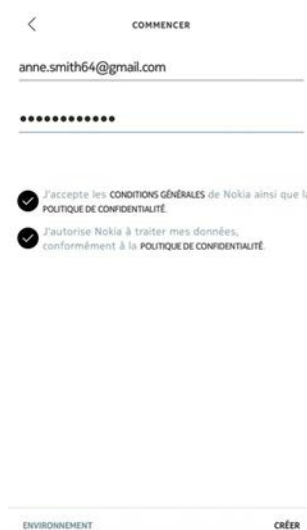 COMMENCER
anne.smith64@gmail.com
••••••••••••
J'accepte les CONDITIONS GÉNÉRALES de Nokia ainsi que la
POLITIQUE DE CONFIDENTIALITÉ.
J'autorise Nokia à traiter mes données,
conformément à la POLITIQUE DE CONFIDENTIALITÉ.
ENVIRONNEMENT CRÉER